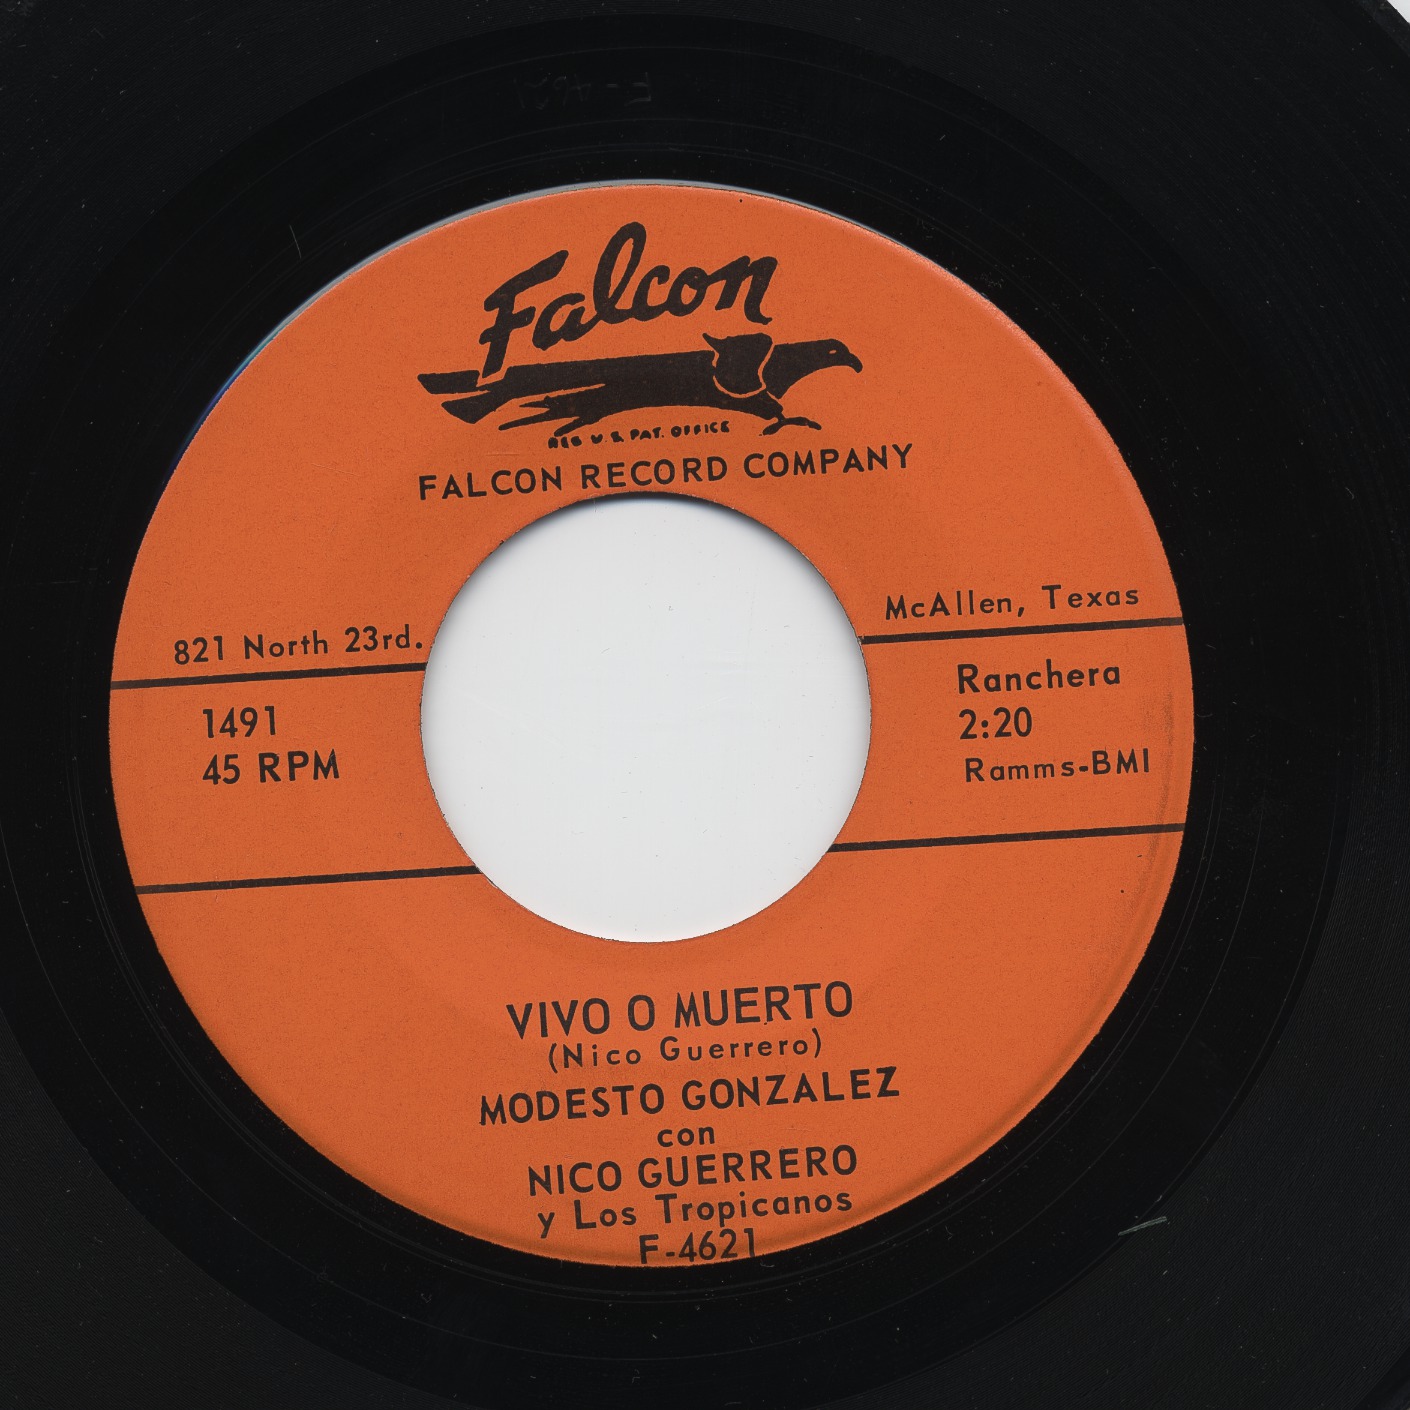 Falcon
REG U.S. PAT. OFFICE
FALCON RECORD COMPANY
821 North 23rd.
McAllen, Texas
1491
45 RPM
Ranchera
2:20
Ramms-BMI
VIVO O MUERTO
(Nico Guerrero)
MODESTO GONZALEZ
con
NICO GUERRERO
y Los Tropicanos
F-4621